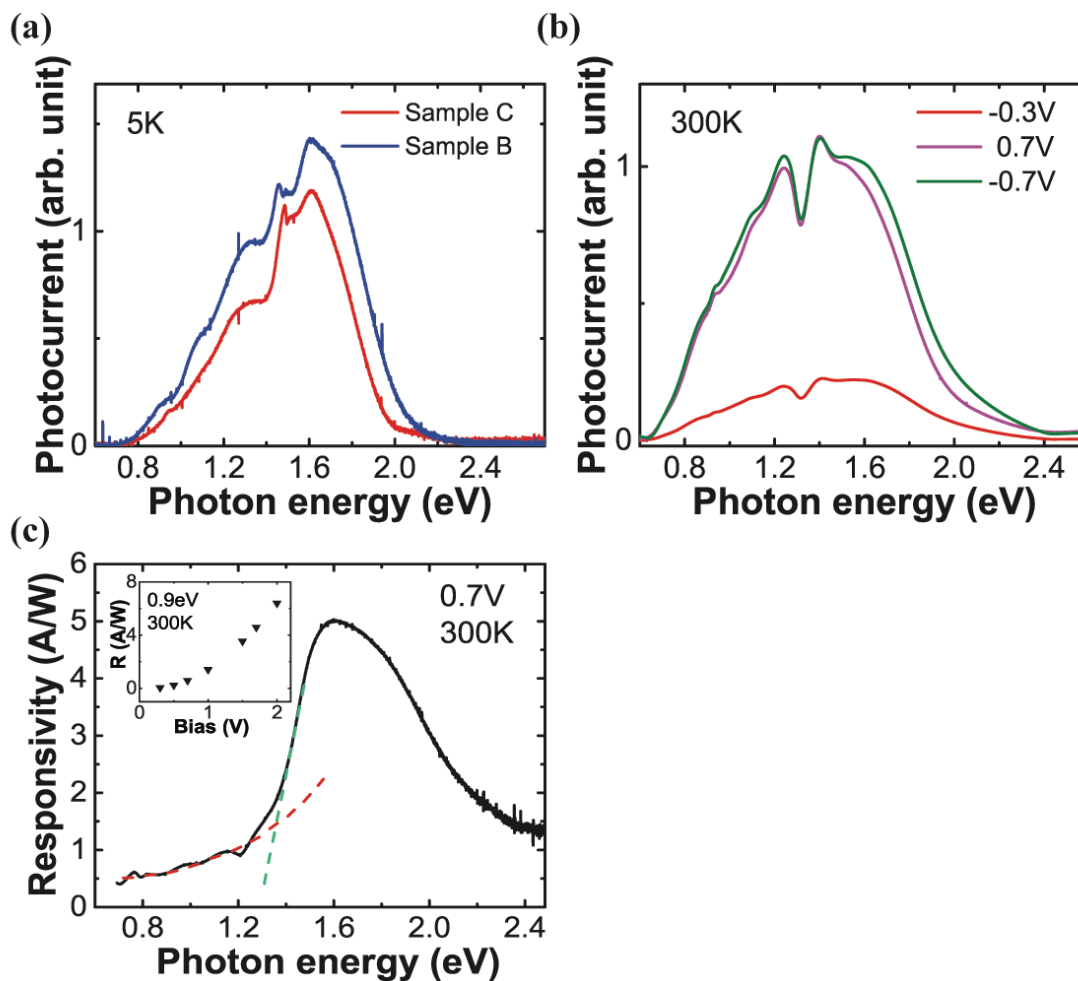 (a)
5K
Sample C
Sample B
Photocurrent (arb. unit)
1
0
0.8 1.2 1.6 2.0 2.4
Photon energy (eV)
(b)
300K
-0.3V
0.7V
-0.7V
Photocurrent (arb. unit)
1
0
0.8 1.2 1.6 2.0 2.4
Photon energy (eV)
(c)
0.7V
300K
Responsivity (A/W)
6
5
4
3
2
1
0
0.8 1.2 1.6 2.0 2.4
Photon energy (eV)
0.9eV
300K
R (A/W)
8
4
0
0 1 2
Bias (V)